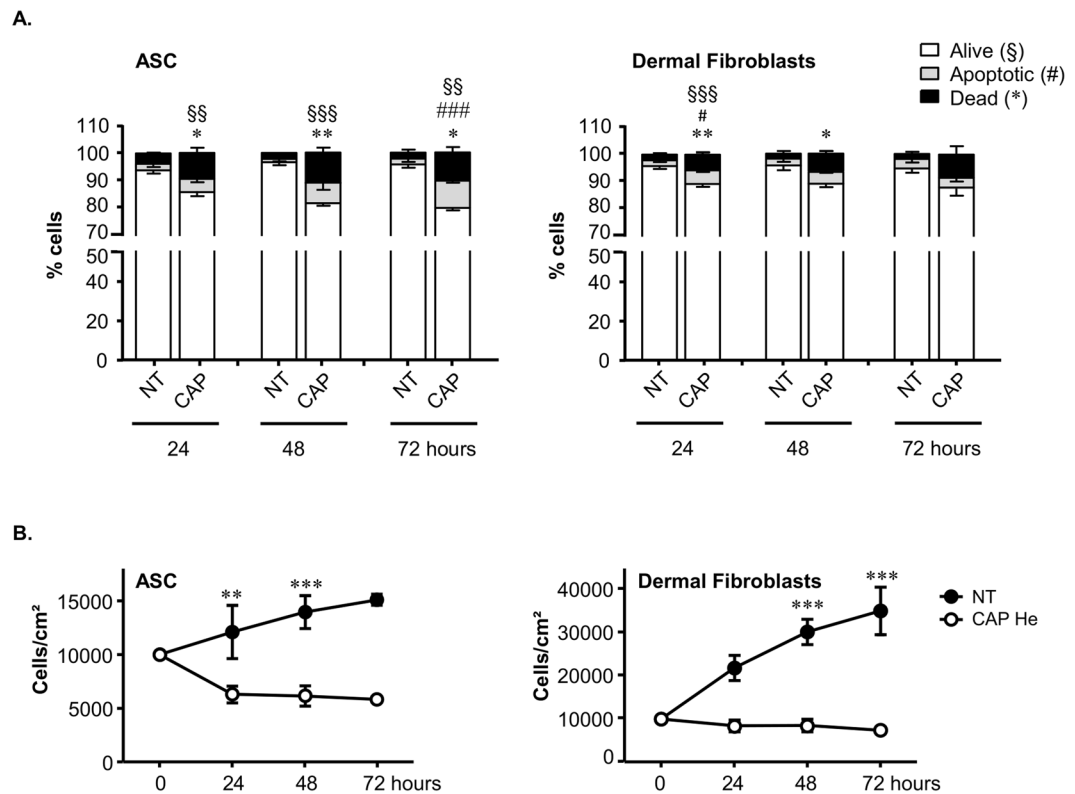 A.
ASC
Dermal Fibroblasts
Alive (§)
Apoptotic (#)
Dead (*)
§§
*
§§§
**
§§
###
*
§§§
#
**
*
% cells
110
100
90
80
70
50
40
20
0
NT
CAP
NT
CAP
NT
CAP
24
48
72 hours
% cells
110
100
90
80
70
50
40
20
0
NT
CAP
NT
CAP
NT
CAP
24
48
72 hours
B.
ASC
**
***
Cells/cm²
15000
10000
5000
0
0
24
48
72 hours
Dermal Fibroblasts
***
***
Cells/cm²
40000
30000
20000
10000
0
0
24
48
72 hours
NT
CAP He